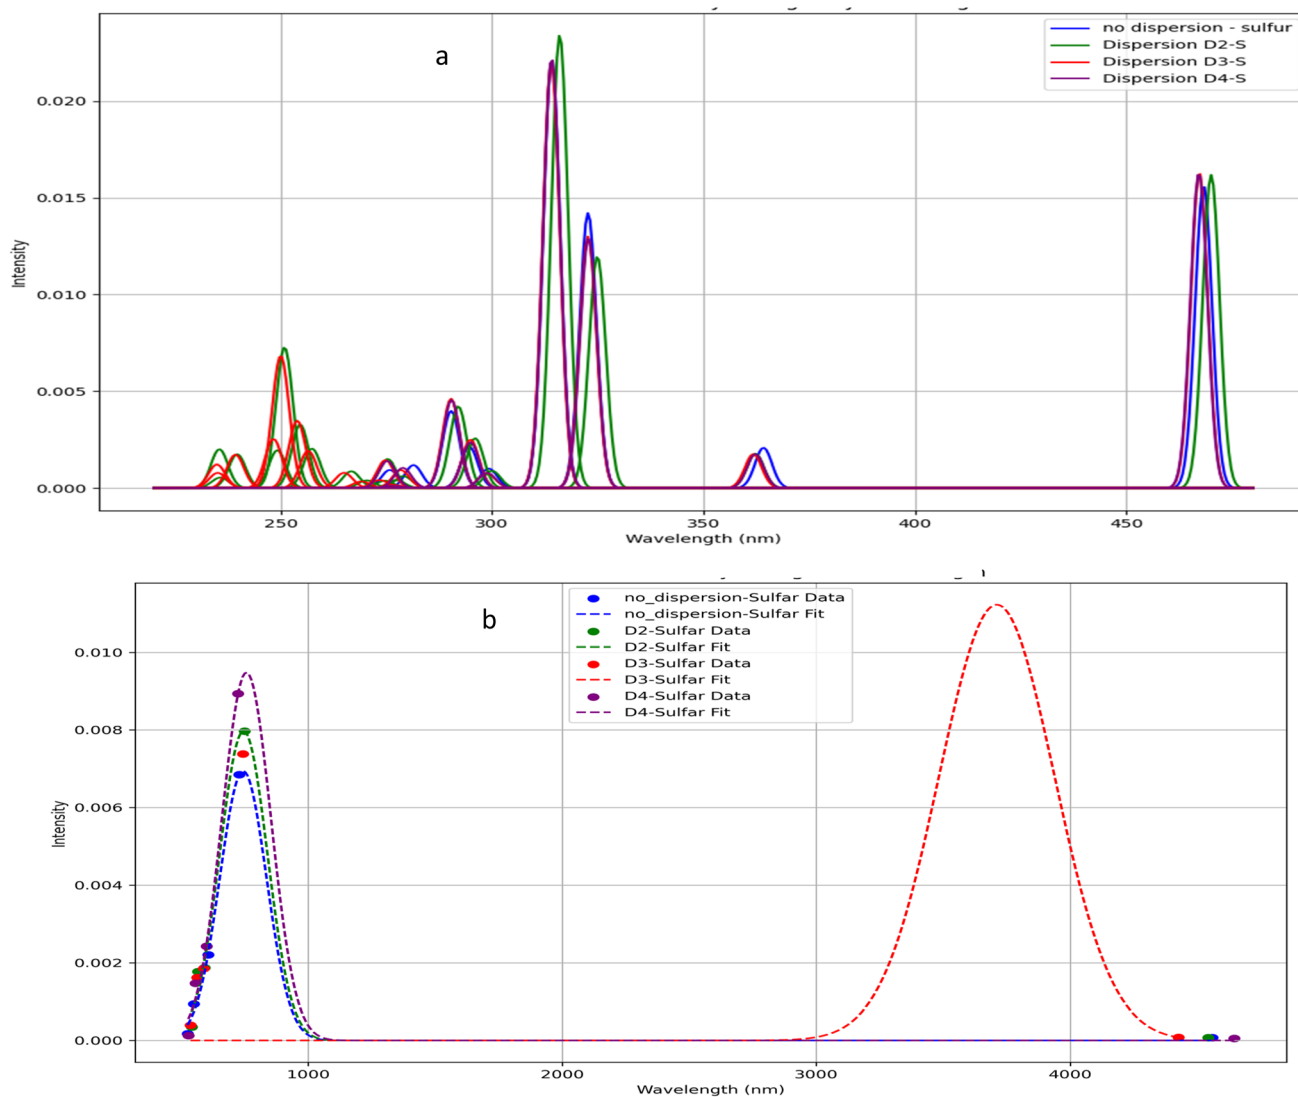 a
no dispersion - sulfur
Dispersion D2-S
Dispersion D3-S
Dispersion D4-S
0.020
0.015
0.010
0.005
0.000
Intensity
250 300 350 400 450
Wavelength (nm)
b
no_dispersion-Sulfar Data
no_dispersion-Sulfar Fit
D2-Sulfar Data
D2-Sulfar Fit
D3-Sulfar Data
D3-Sulfar Fit
D4-Sulfar Data
D4-Sulfar Fit
0.010
0.008
0.006
0.004
0.002
0.000
Intensity
1000 2000 3000 4000
Wavelength (nm)